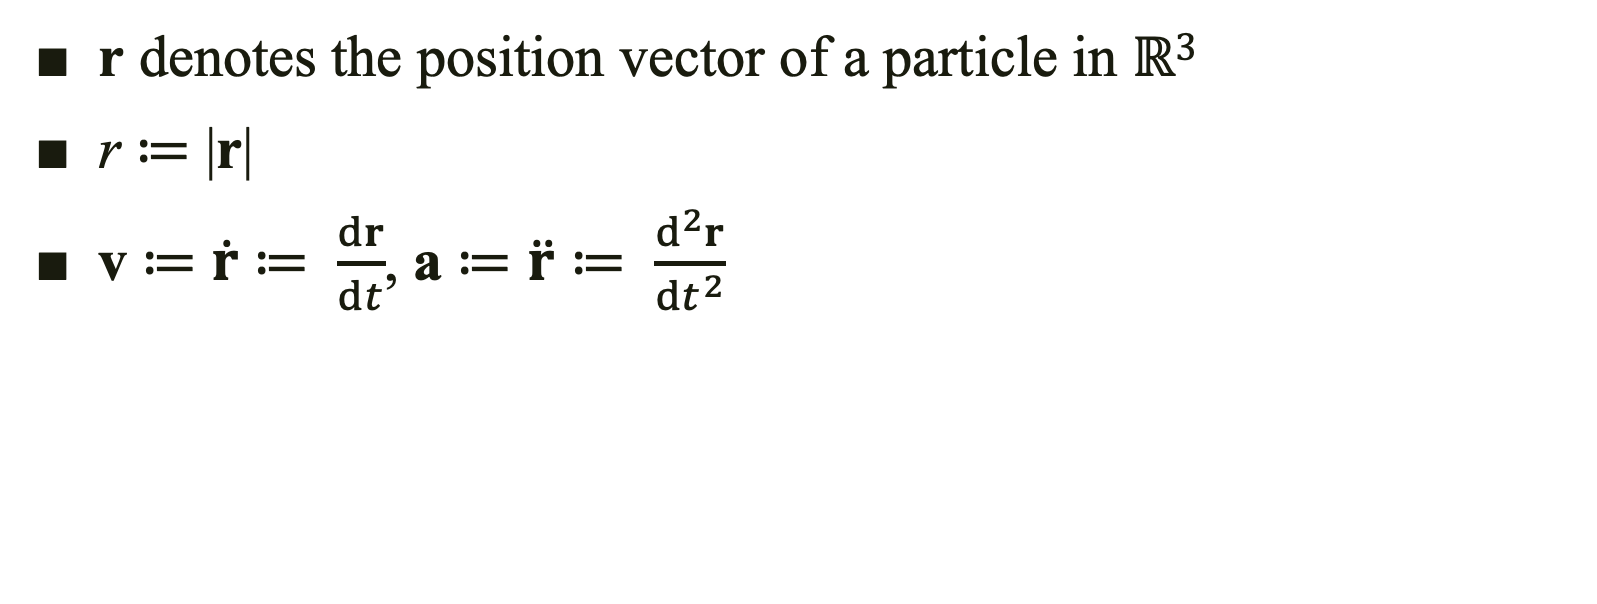 ■ 𝐫 denotes the position vector of a particle in ℝ³
■ 𝑟 ≔ |𝐫|
■ 𝐯 ≔ 𝐫̇ ≔ d𝐫/d𝑡, 𝐚 ≔ 𝐫̈ ≔ d²𝐫/d𝑡²